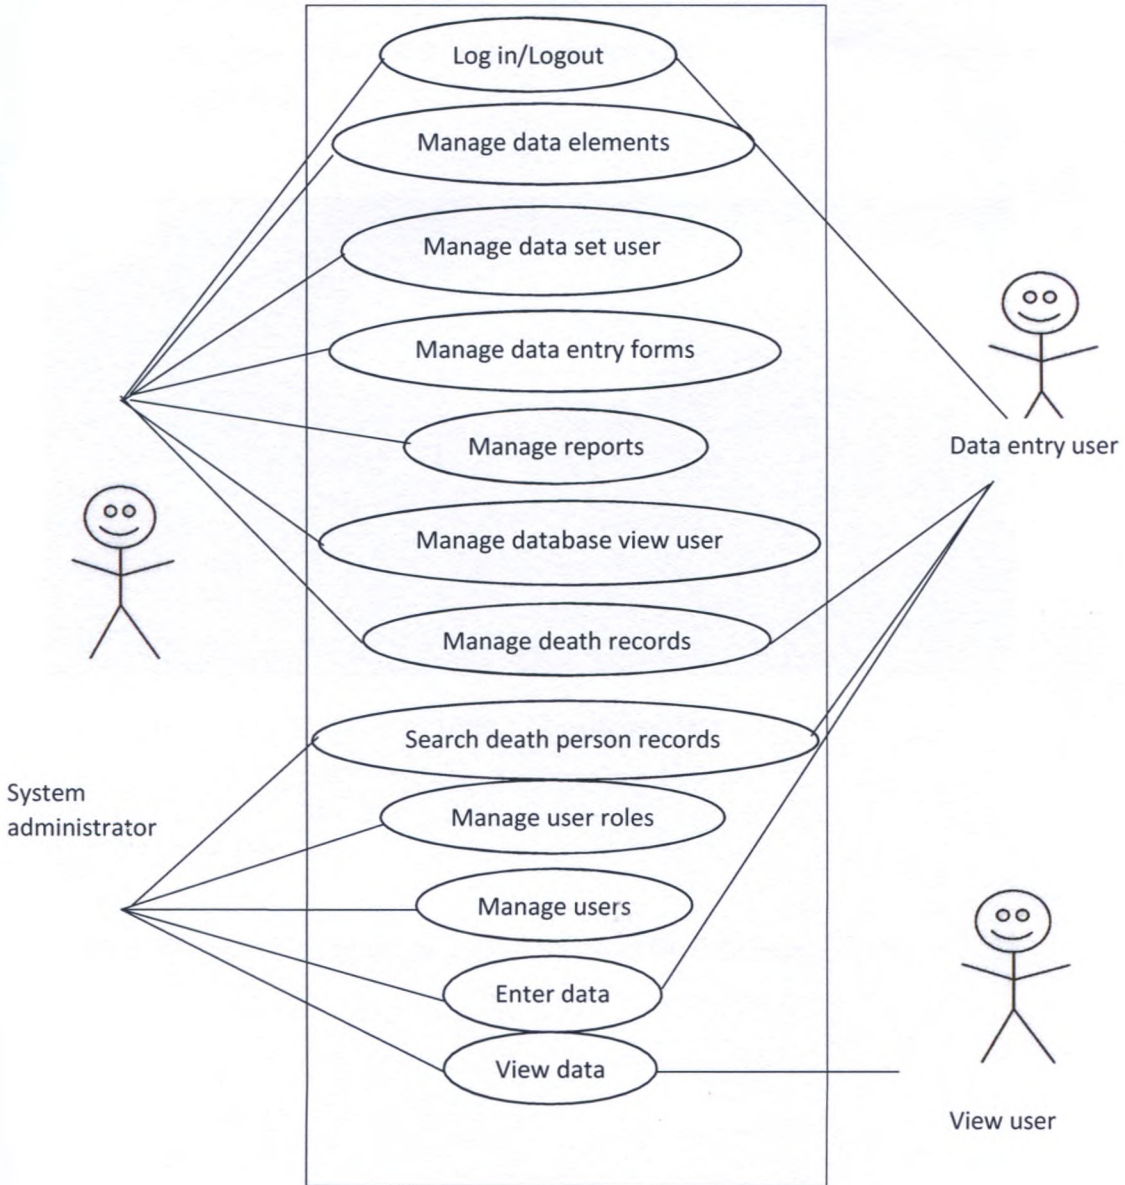 Log in/Logout
Manage data elements
Manage data set user
Manage data entry forms
Manage reports
Data entry user
Manage database view user
Manage death records
Search death person records
System
administrator
Manage user roles
Manage users
Enter data
View data
View user